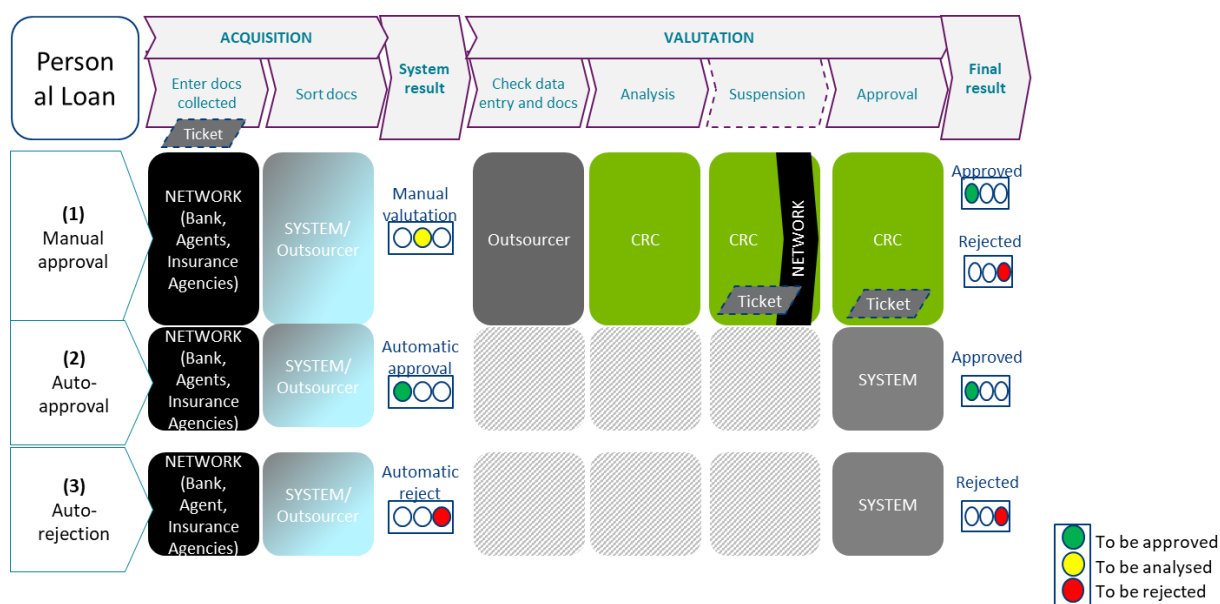 Person
al Loan
ACQUISITION
System
result
VALUTATION
Final
result
Enter docs
collected
Sort docs
Check data
entry and docs
Analysis
Suspension
Approval
Ticket
(1)
Manual
approval
NETWORK
(Bank,
Agents,
Insurance
Agencies)
SYSTEM/
Outsourcer
Manual
valutation
Outsourcer
CRC
CRC
NETWORK
Ticket
CRC
Ticket
Approved
Rejected
(2)
Auto-
approval
NETWORK
(Bank,
Agents,
Insurance
Agencies)
SYSTEM/
Outsourcer
Automatic
approval
SYSTEM
Approved
(3)
Auto-
rejection
NETWORK
(Bank,
Agent,
Insurance
Agencies)
SYSTEM/
Outsourcer
Automatic
reject
SYSTEM
Rejected
To be approved
To be analysed
To be rejected